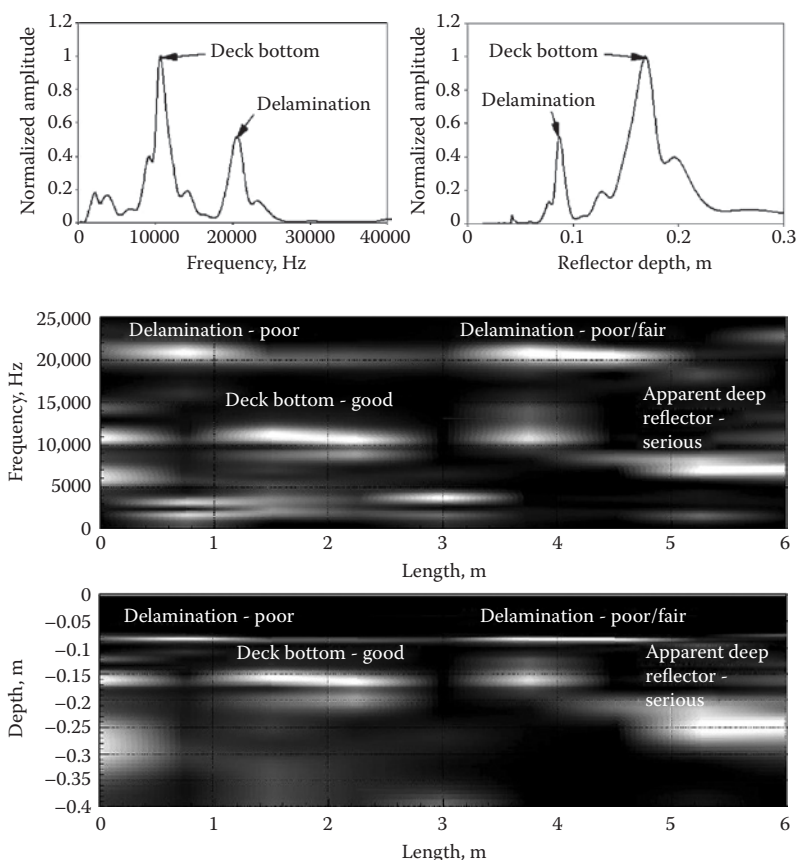 Normalized amplitude
1.2
1
0.8
0.6
0.4
0.2
0
Deck bottom
Delamination
0
10000
20000
30000
40000
Frequency, Hz
Normalized amplitude
1.2
1
0.8
0.6
0.4
0.2
0
Deck bottom
Delamination
0
0.1
0.2
0.3
Reflector depth, m
Frequency, Hz
25,000
20,000
15,000
10,000
5000
0
Delamination - poor
Delamination - poor/fair
Deck bottom - good
Apparent deep
reflector -
serious
0
1
2
3
4
5
6
Length, m
Depth, m
0
−0.05
−0.1
−0.15
−0.2
−0.25
−0.3
−0.35
−0.4
Delamination - poor
Delamination - poor/fair
Deck bottom - good
Apparent deep
reflector -
serious
0
1
2
3
4
5
6
Length, m